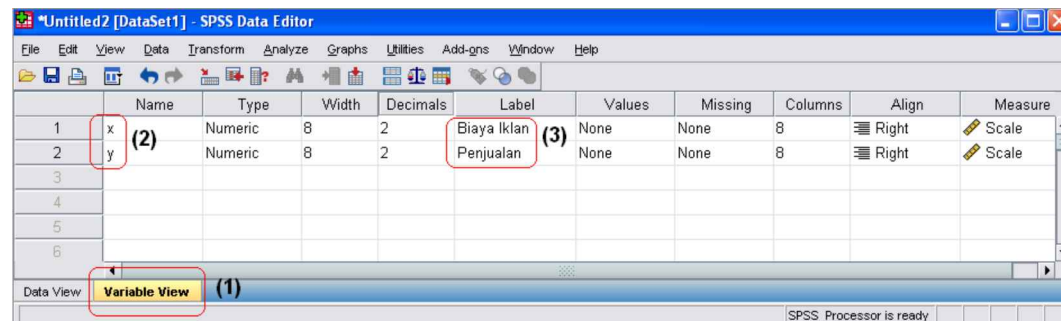 *Untitled2 [DataSet1] - SPSS Data Editor
File Edit View Data Transform Analyze Graphs Utilities Add-ons Window Help
Name Type Width Decimals Label Values Missing Columns Align Measure
1 x Numeric 8 2 Biaya Iklan None None 8 Right Scale
(2) (3)
2 y Numeric 8 2 Penjualan None None 8 Right Scale
3
4
5
6
Data View Variable View (1)
SPSS Processor is ready